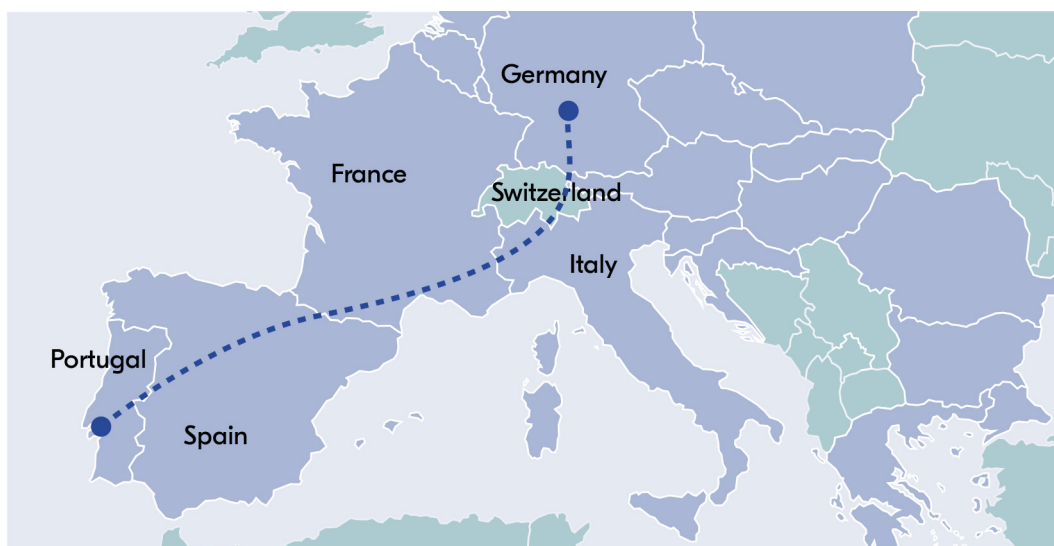 Germany
France
Switzerland
Italy
Portugal
Spain